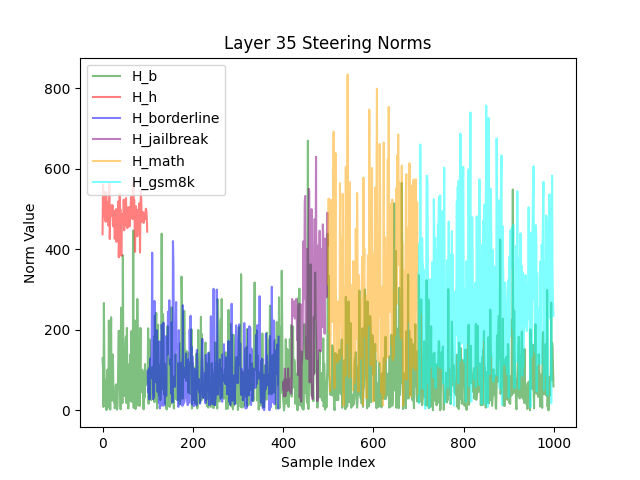 Layer 35 Steering Norms
H_b
H_h
H_borderline
H_jailbreak
H_math
H_gsm8k
Norm Value
800
600
400
200
0
0 200 400 600 800 1000
Sample Index